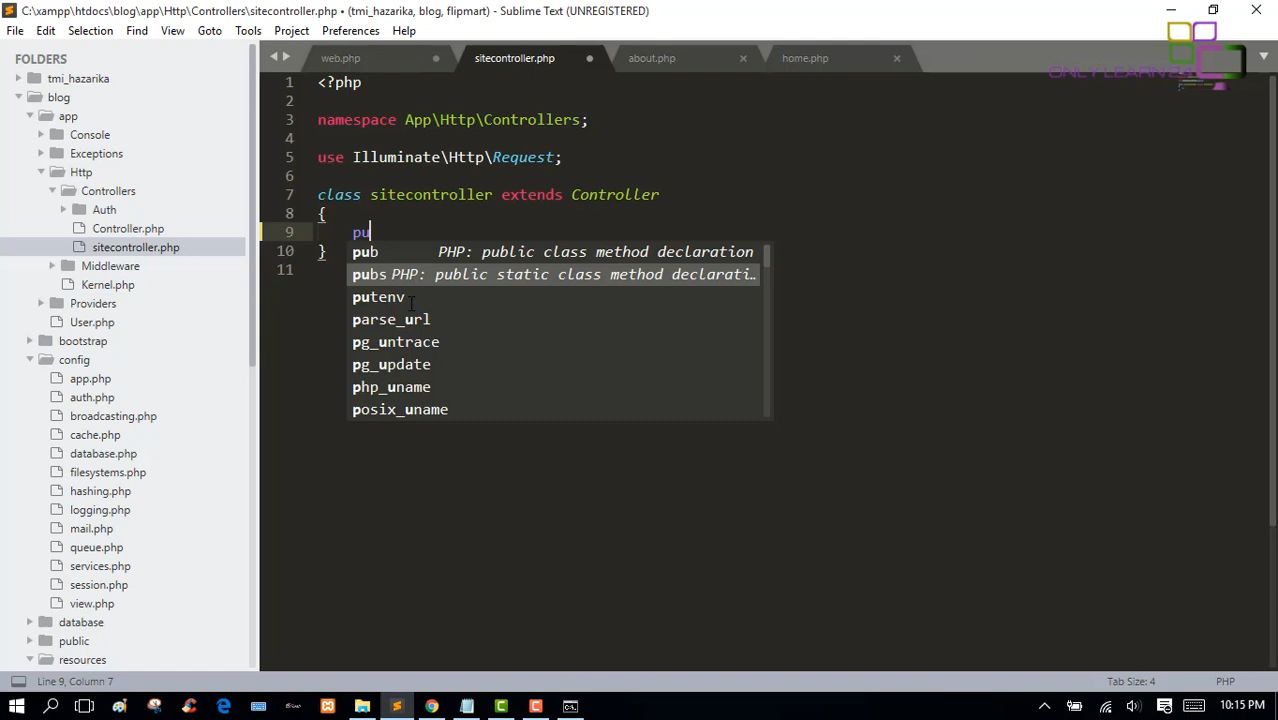 C:\xampp\htdocs\blog\app\Http\Controllers\sitecontroller.php • (tmi_hazarika, blog, flipmart) - Sublime Text (UNREGISTERED)
File Edit Selection Find View Goto Tools Project Preferences Help
FOLDERS
tmi_hazarika
blog
app
Console
Exceptions
Http
Controllers
Auth
Controller.php
sitecontroller.php
Middleware
Kernel.php
Providers
User.php
bootstrap
config
app.php
auth.php
broadcasting.php
cache.php
database.php
filesystems.php
hashing.php
logging.php
mail.php
queue.php
services.php
session.php
view.php
database
public
resources
web.php sitecontroller.php about.php home.php
ONLY LEARN 24
1 <?php
2
3 namespace App\Http\Controllers;
4
5 use Illuminate\Http\Request;
6
7 class sitecontroller extends Controller
8 {
9 pu
10 }
11
pub PHP: public class method declaration
pubs PHP: public static class method declarati…
putenv
parse_url
pg_untrace
pg_update
php_uname
posix_uname
Line 9, Column 7 Tab Size: 4 PHP
10:15 PM